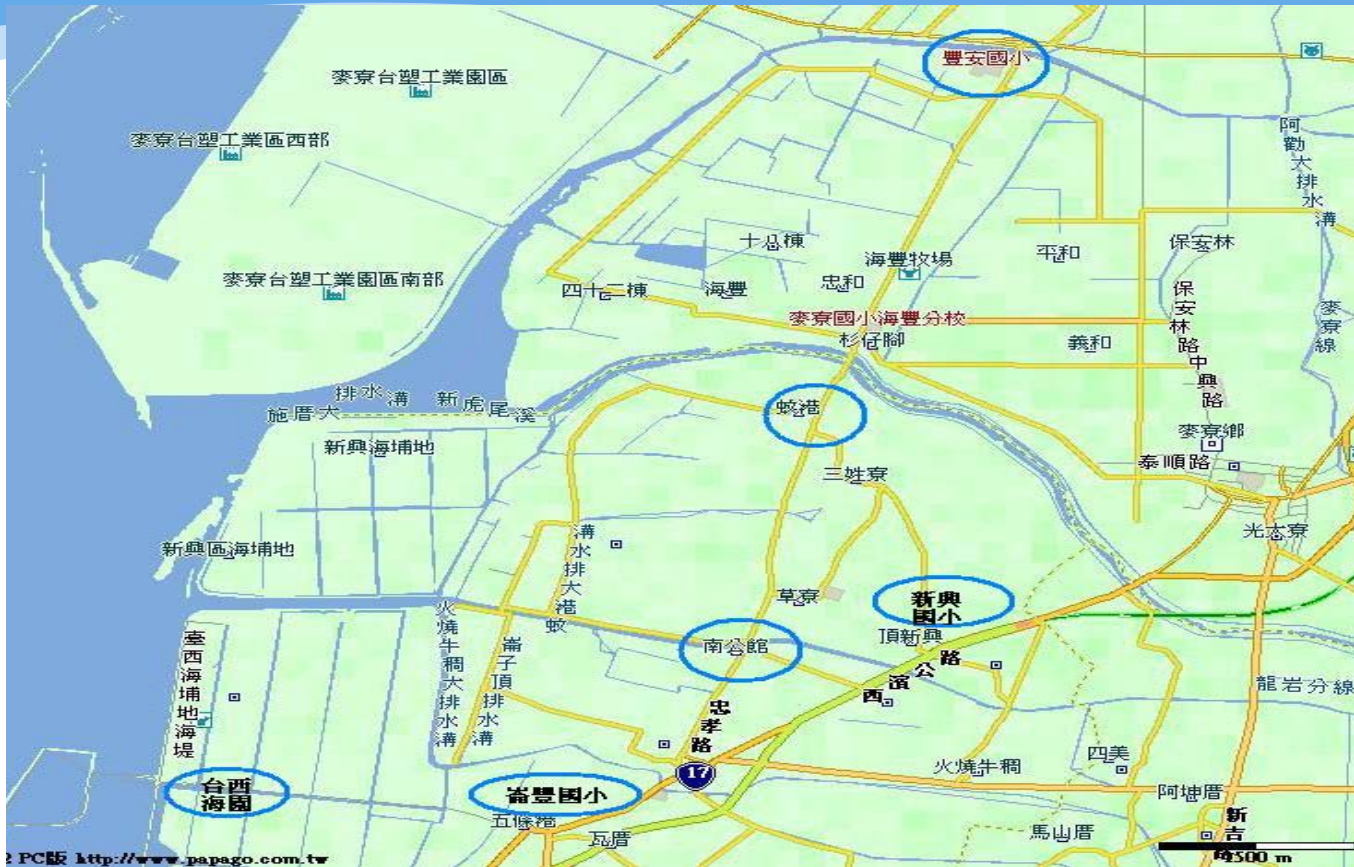 豐安國小
麥寮台塑工業園區
麥寮台塑工業區西部
阿勸大排水溝
十八棟
海豐牧場
平和
保安林
麥寮台塑工業園區南部
四十二棟
海豐
忠和
保安林路
麥寮線
麥寮國小海豐分校
杉仔腳
義和
中興路
施厝大排水溝
新虎尾溪
蚊港
新興海埔地
麥寮鄉
三姓寮
泰順路
新興區海埔地
光大寮
蚊港大排水溝
草寮
新興
國小
火燒牛稠大排水溝
崙子頂排水溝
南公館
頂新興
臺西海埔地海堤
西濱公路
龍岩分線
忠孝路
17
火燒牛稠
四美
台西
海園
崙豐國小
五條港
瓦厝
阿坤厝
馬山厝
新吉
2 PC版 http://www.papago.com.tw